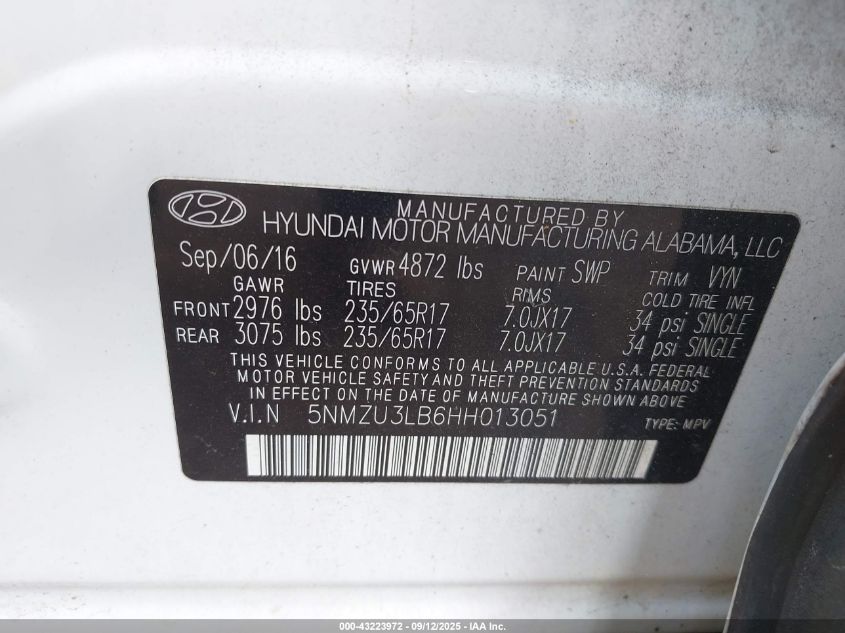 MANUFACTURED BY
HYUNDAI MOTOR MANUFACTURING ALABAMA, LLC
Sep/06/16 GVWR 4872 lbs PAINT SWP TRIM VYN
GAWR TIRES RIMS COLD TIRE INFL
FRONT 2976 lbs 235/65R17 7.0JX17 34 psi SINGLE
REAR 3075 lbs 235/65R17 7.0JX17 34 psi SINGLE
THIS VEHICLE CONFORMS TO ALL APPLICABLE U.S.A. FEDERAL
MOTOR VEHICLE SAFETY AND THEFT PREVENTION STANDARDS
IN EFFECT ON THE DATE OF MANUFACTURE SHOWN ABOVE.
V.I.N 5NMZU3LB6HH013051 TYPE: MPV
000-43223972 - 09/12/2025 - IAA Inc.